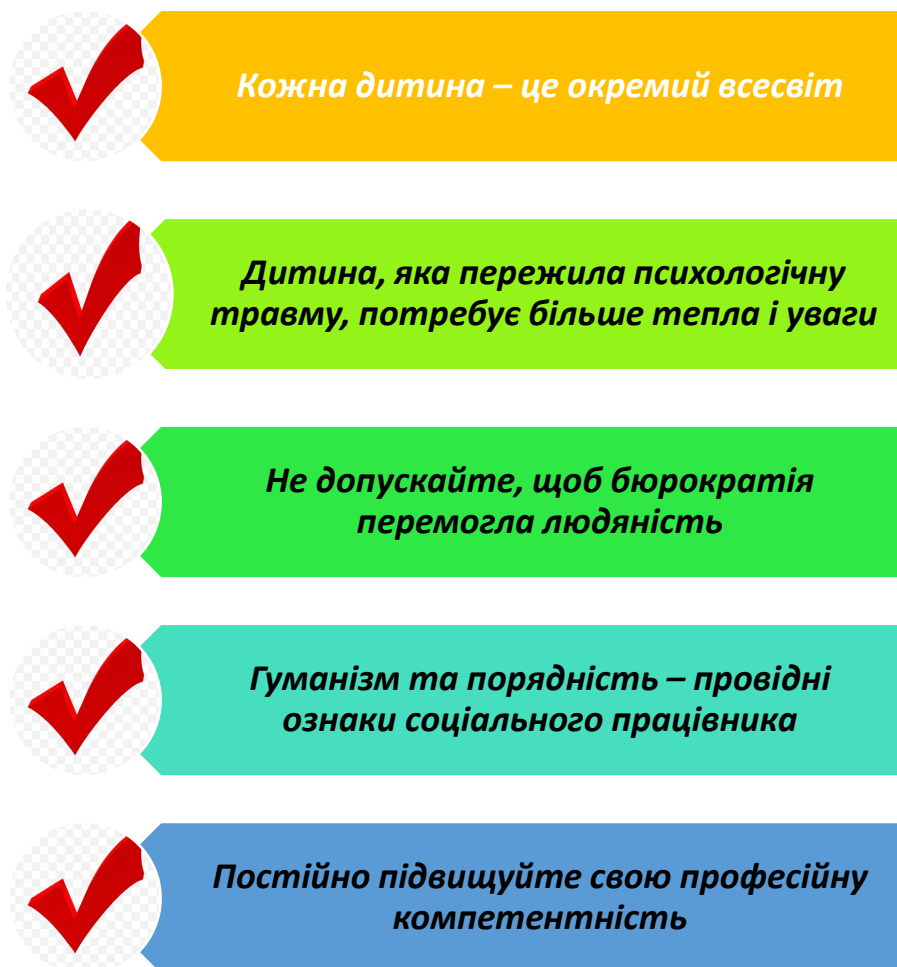 Кожна дитина – це окремий всесвіт
Дитина, яка пережила психологічну
травму, потребує більше тепла і уваги
Не допускайте, щоб бюрократія
перемогла людяність
Гуманізм та порядність – провідні
ознаки соціального працівника
Постійно підвищуйте свою професійну
компетентність